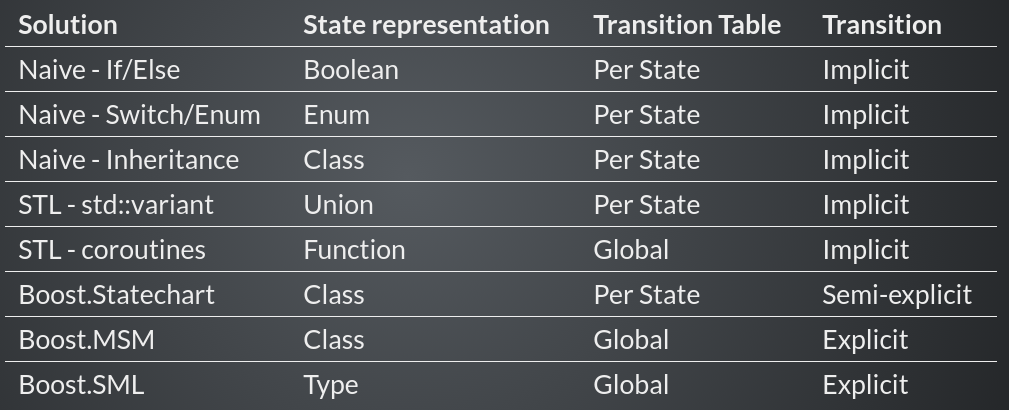 Solution State representation Transition Table Transition
Naive - If/Else Boolean Per State Implicit
Naive - Switch/Enum Enum Per State Implicit
Naive - Inheritance Class Per State Implicit
STL - std::variant Union Per State Implicit
STL - coroutines Function Global Implicit
Boost.Statechart Class Per State Semi-explicit
Boost.MSM Class Global Explicit
Boost.SML Type Global Explicit